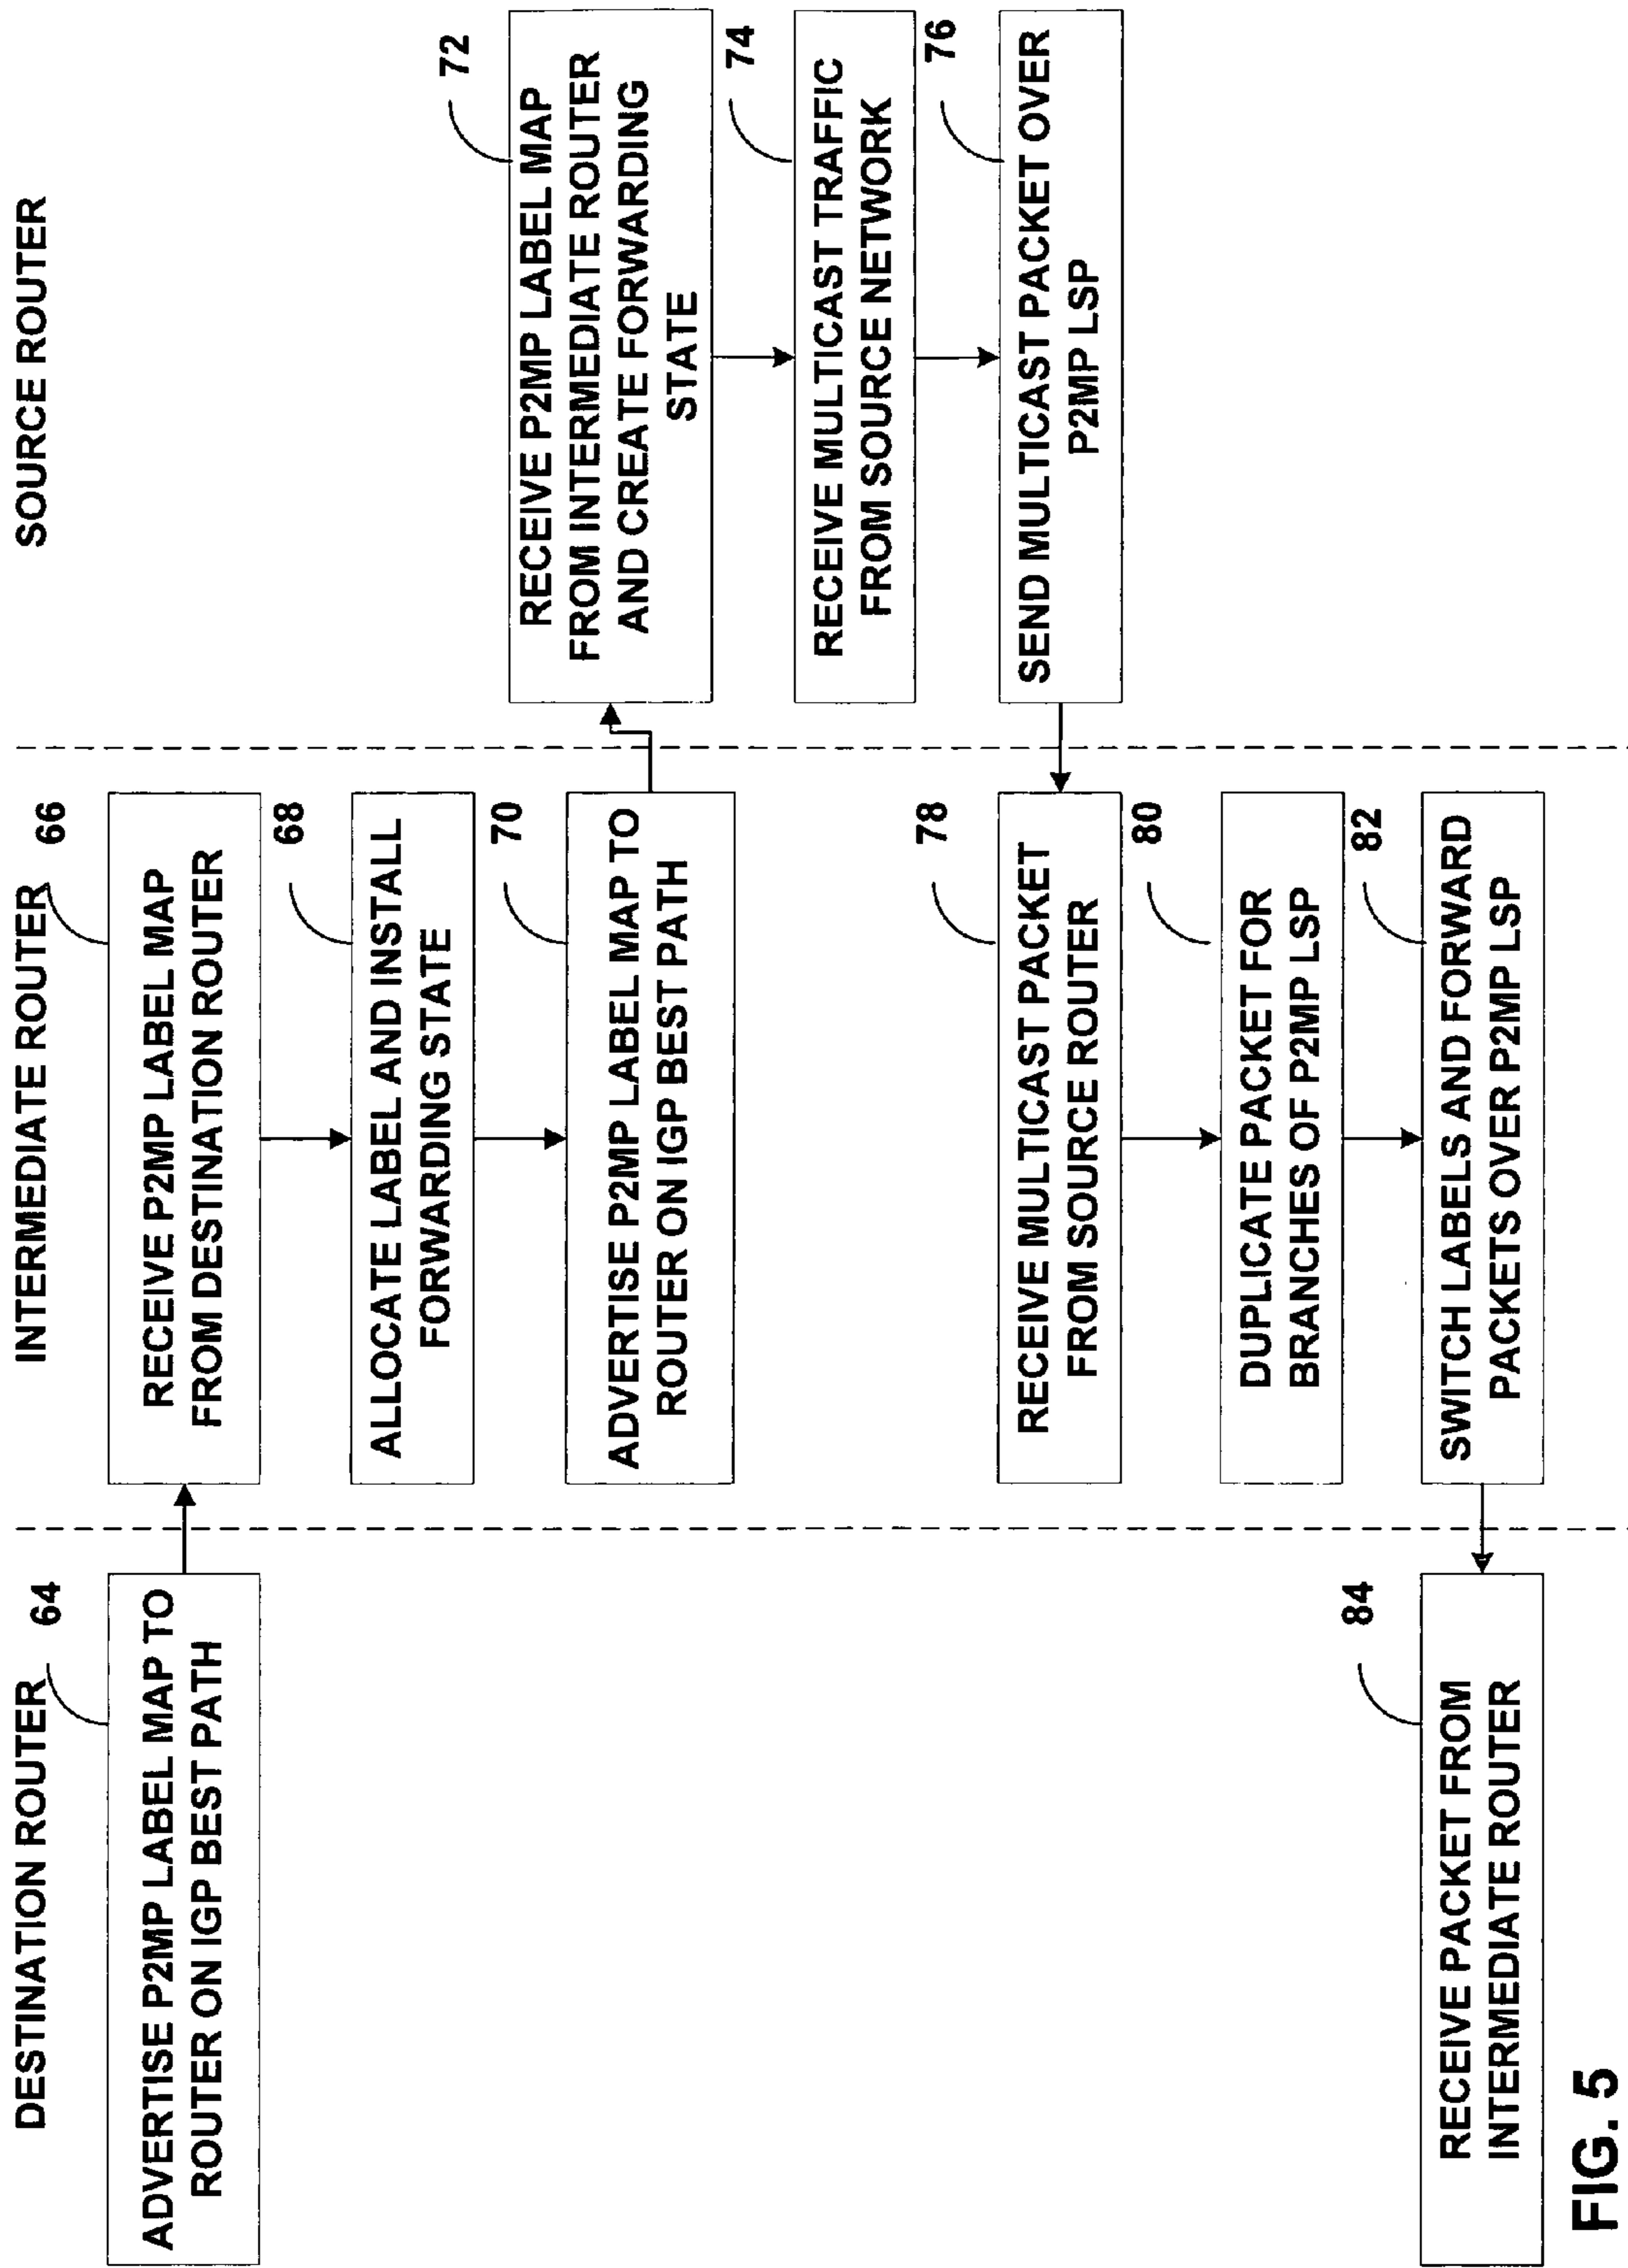 DESTINATION ROUTER
INTERMEDIATE ROUTER
SOURCE ROUTER
64
ADVERTISE P2MP LABEL MAP TO
ROUTER ON IGP BEST PATH
66
RECEIVE P2MP LABEL MAP
FROM DESTINATION ROUTER
68
ALLOCATE LABEL AND INSTALL
FORWARDING STATE
70
ADVERTISE P2MP LABEL MAP TO
ROUTER ON IGP BEST PATH
72
RECEIVE P2MP LABEL MAP
FROM INTERMEDIATE ROUTER
AND CREATE FORWARDING
STATE
74
RECEIVE MULTICAST TRAFFIC
FROM SOURCE NETWORK
76
SEND MULTICAST PACKET OVER
P2MP LSP
78
RECEIVE MULTICAST PACKET
FROM SOURCE ROUTER
80
DUPLICATE PACKET FOR
BRANCHES OF P2MP LSP
82
SWITCH LABELS AND FORWARD
PACKETS OVER P2MP LSP
84
RECEIVE PACKET FROM
INTERMEDIATE ROUTER
FIG. 5